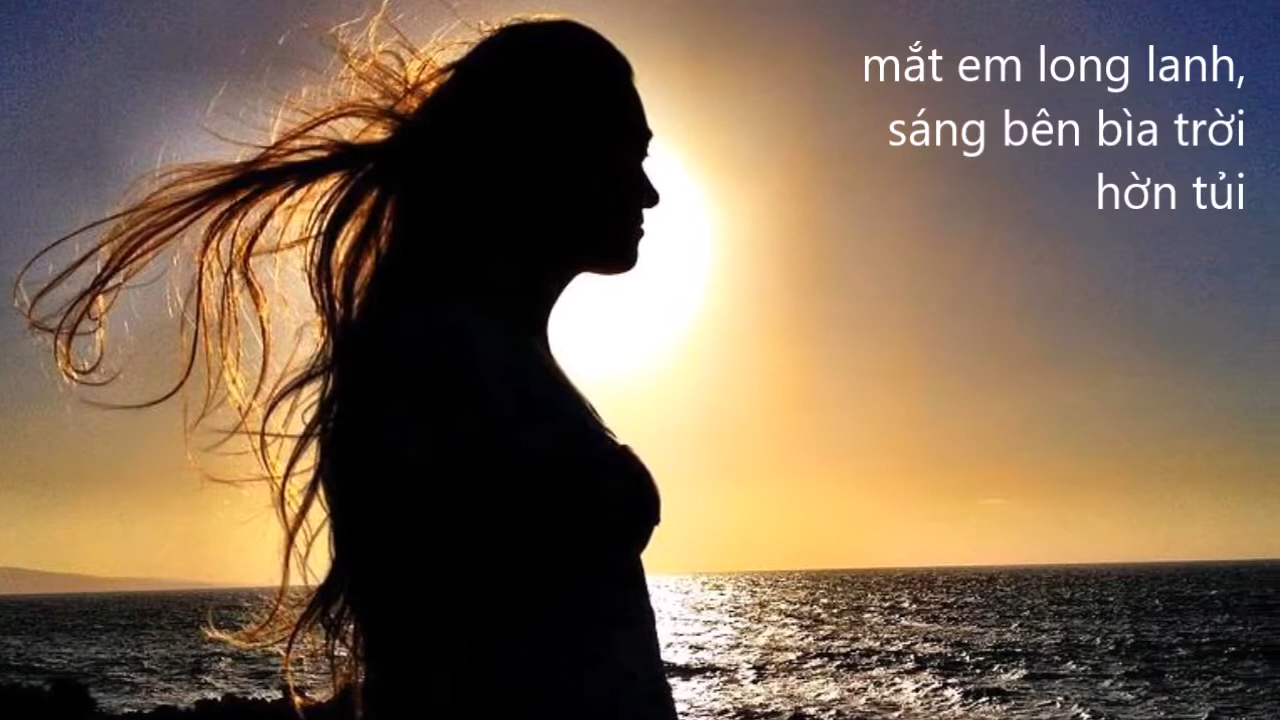 mắt em long lanh,
sáng bên bìa trời
hờn tủi